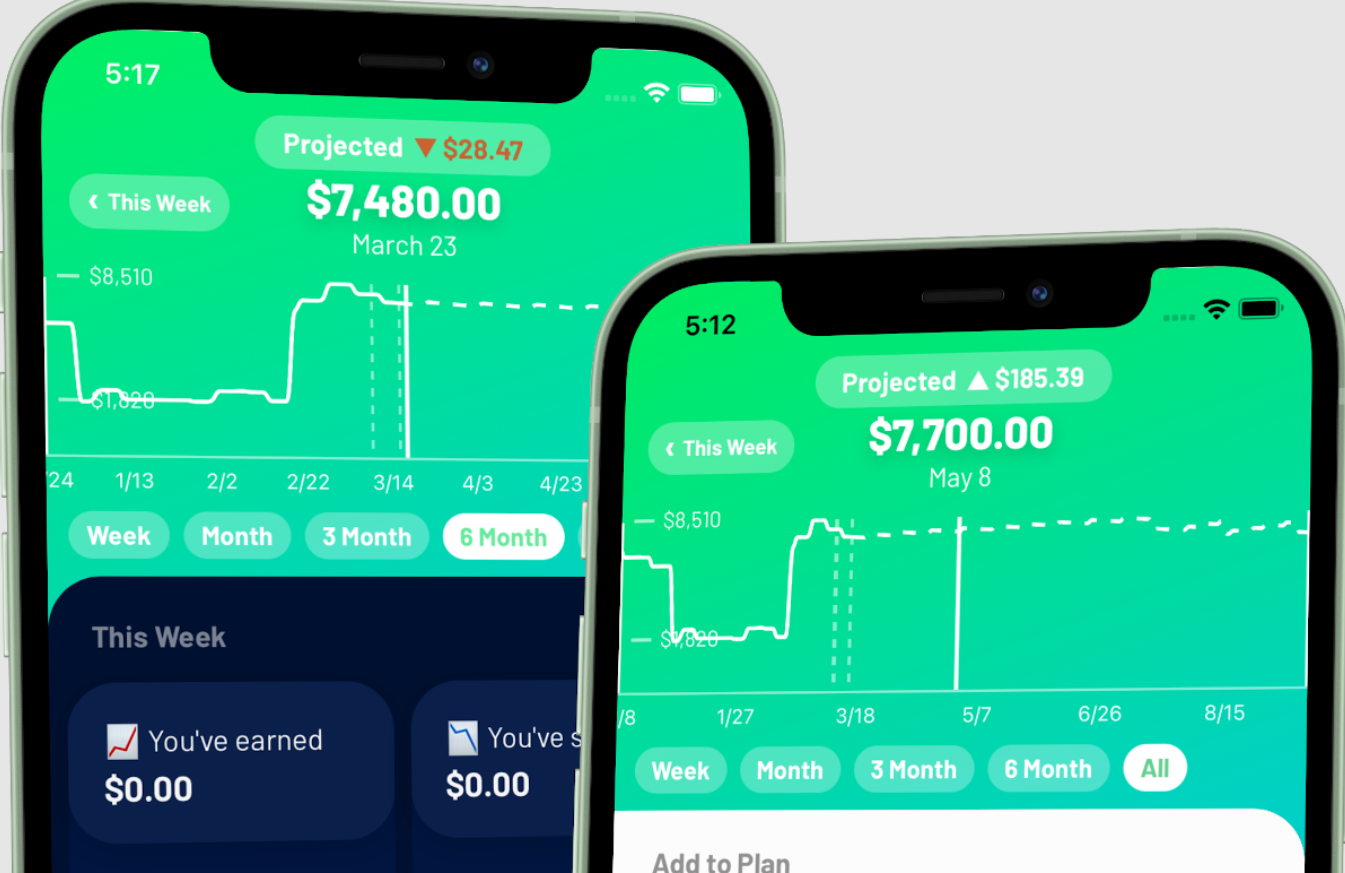 5:17
Projected ▼ $28.47
‹ This Week
$7,480.00
March 23
$8,510
$1,820
'24 1/13 2/2 2/22 3/14 4/3 4/23
Week Month 3 Month 6 Month
This Week
📈 You've earned
$0.00
📉 You've s
$0.00
5:12
Projected ▲ $185.39
‹ This Week
$7,700.00
May 8
$8,510
$1,820
/8 1/27 3/18 5/7 6/26 8/15
Week Month 3 Month 6 Month All
Add to Plan